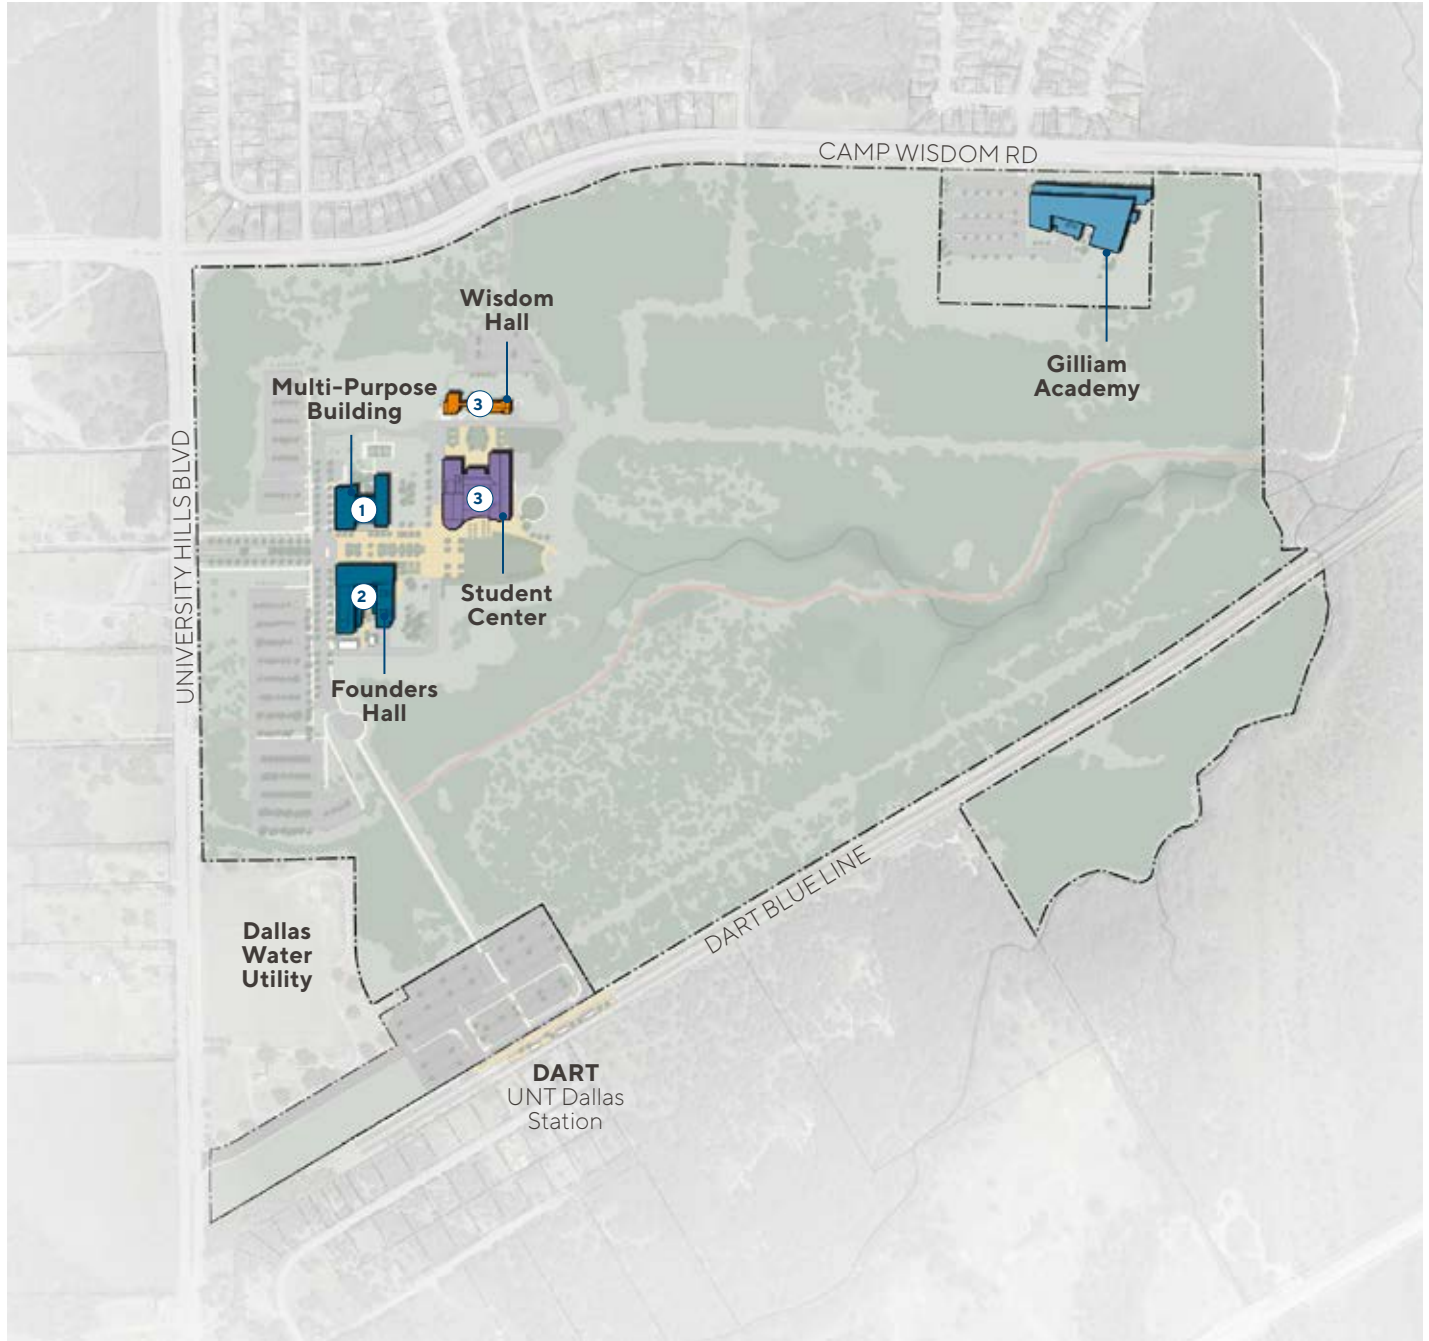 CAMP WISDOM RD
Wisdom
Hall
Gilliam
Academy
Multi-Purpose
Building
3
UNIVERSITY HILLS BLVD
1
3
2
Student
Center
Founders
Hall
DART BLUE LINE
Dallas
Water
Utility
DART
UNT Dallas
Station